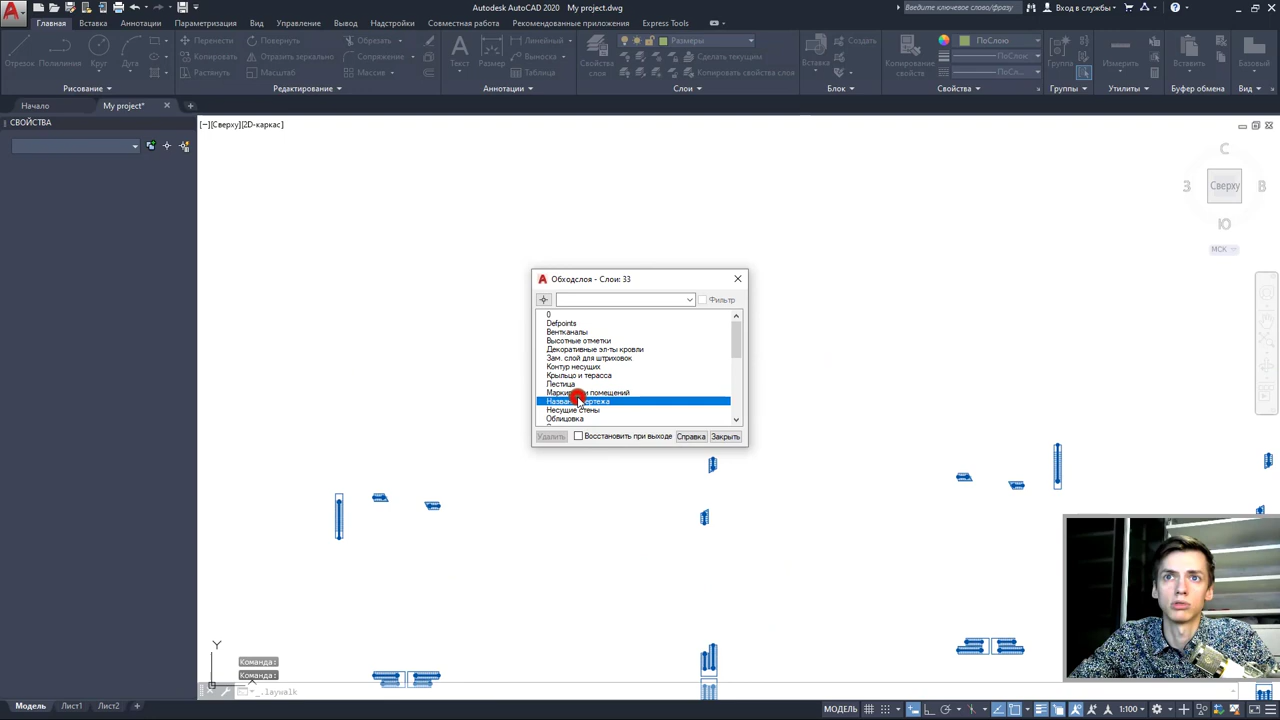 Autodesk AutoCAD 2020 My project.dwg
Введите ключевое слово/фразу
Вход в службы
Главная Вставка Аннотации Параметризация Вид Управление Вывод Надстройки Совместная работа Рекомендованные приложения Express Tools
Отрезок Полилиния Круг Дуга
Перенести
Копировать
Растянуть
Повернуть
Отразить зеркально
Масштаб
Обрезать
Сопряжение
Массив
Текст
Размер
Линейный
Выноска
Таблица
Свойства слоя
Размеры
Сделать текущим
Копировать свойства слоя
Вставка
Создать
Копирование свойств
ПоСлою
ПоСлою
ПоСл...
Группа
Измерить
Вставить
Базовый
Рисование Редактирование Аннотации Слои Блок Свойства Группы Утилиты Буфер обмена Вид
Начало My project*
СВОЙСТВА
[−][Сверху][2D-каркас]
С
З Сверху В
Ю
МСК
Обходслоя - Слои: 33
Фильтр
0
Defpoints
Вентканалы
Высотные отметки
Декоративные эл-ты кровли
Зам. слой для штриховок
Контур несущих
Крыльцо и терасса
Лестица
помещений
Несущие стены
Облицовка
Удалить Восстановить при выходе Справка Закрыть
Y
Команда:
Команда:
_.laywalk
Модель Лист1 Лист2
МОДЕЛЬ 1:100